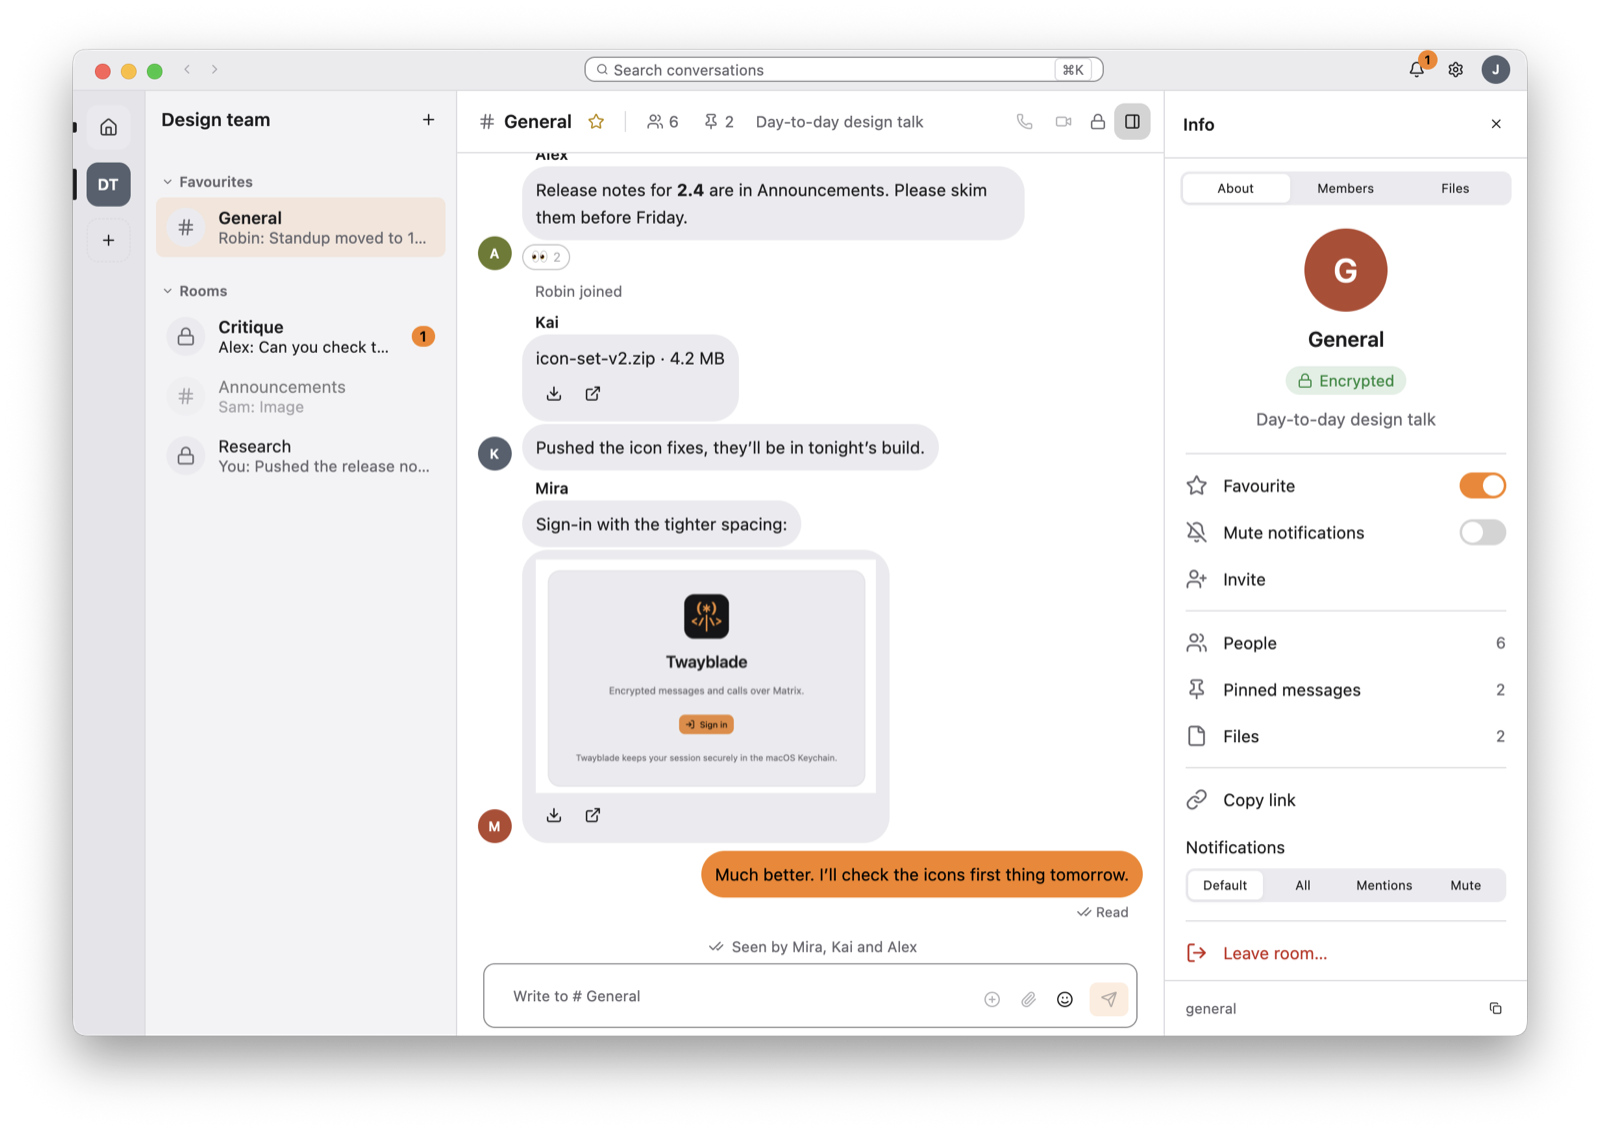 Search conversations
⌘K
1
J
DT
Design team
Favourites
General
Robin: Standup moved to 1...
Rooms
Critique
Alex: Can you check t...
1
Announcements
Sam: Image
Research
You: Pushed the release no...
# General
6
2
Day-to-day design talk
Alex
Release notes for 2.4 are in Announcements. Please skim
them before Friday.
A
👀 2
Robin joined
Kai
icon-set-v2.zip · 4.2 MB
K
Pushed the icon fixes, they’ll be in tonight’s build.
Mira
Sign-in with the tighter spacing:
(*)
</|\>
Twayblade
Encrypted messages and calls over Matrix.
Sign in
Twayblade keeps your session securely in the macOS Keychain.
M
Much better. I’ll check the icons first thing tomorrow.
Read
Seen by Mira, Kai and Alex
Write to # General
Info
About
Members
Files
G
General
Encrypted
Day-to-day design talk
Favourite
Mute notifications
Invite
People
6
Pinned messages
2
Files
2
Copy link
Notifications
Default
All
Mentions
Mute
Leave room...
general